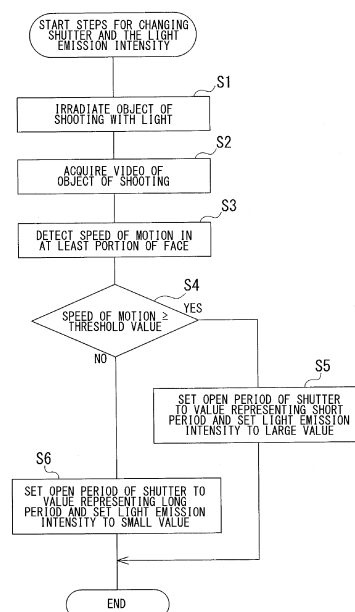 START STEPS FOR CHANGING
SHUTTER AND THE LIGHT
EMISSION INTENSITY
S1
IRRADIATE OBJECT OF
SHOOTING WITH LIGHT
S2
ACQUIRE VIDEO OF
OBJECT OF SHOOTING
S3
DETECT SPEED OF MOTION IN
AT LEAST PORTION OF FACE
S4
SPEED OF MOTION ≥
THRESHOLD VALUE
YES
NO
S5
SET OPEN PERIOD OF SHUTTER
TO VALUE REPRESENTING SHORT
PERIOD AND SET LIGHT EMISSION
INTENSITY TO LARGE VALUE
S6
SET OPEN PERIOD OF SHUTTER TO
VALUE REPRESENTING LONG
PERIOD AND SET LIGHT EMISSION
INTENSITY TO SMALL VALUE
END